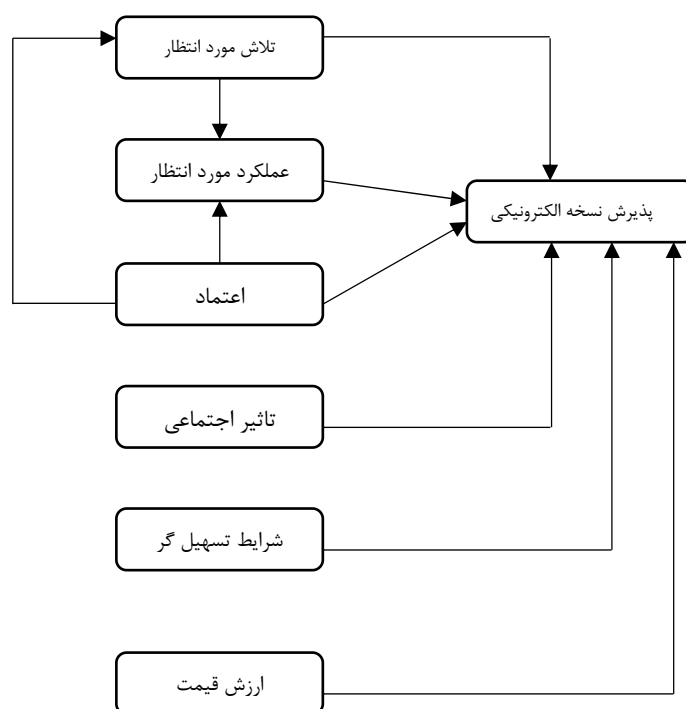 تلاش مورد انتظار
عملکرد مورد انتظار
پذیرش نسخه الکترونیکی
اعتماد
تاثیر اجتماعی
شرایط تسهیل گر
ارزش قیمت